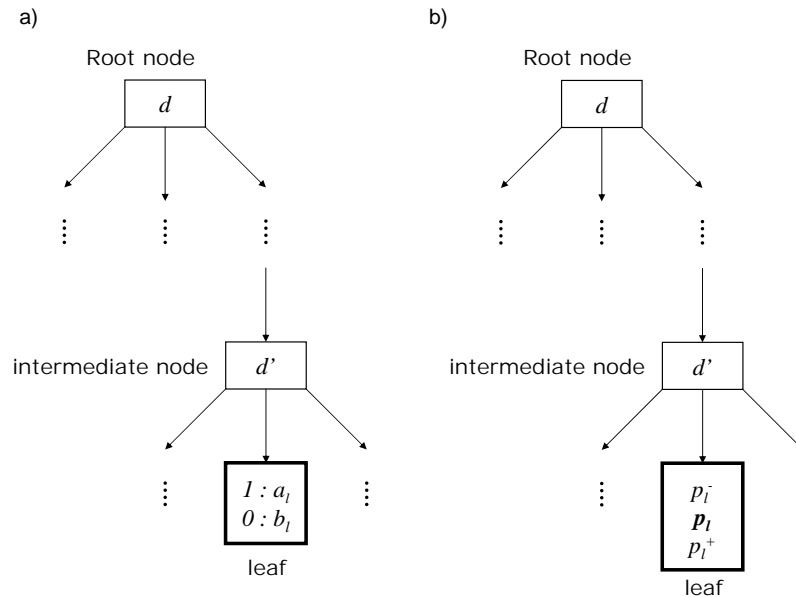 a)
Root node
d
⋮ ⋮ ⋮
intermediate node
d’
⋮ ⋮
1 : a_l
0 : b_l
leaf
b)
Root node
d
⋮ ⋮ ⋮
intermediate node
d’
⋮
p_l^-
p_l
p_l^+
leaf